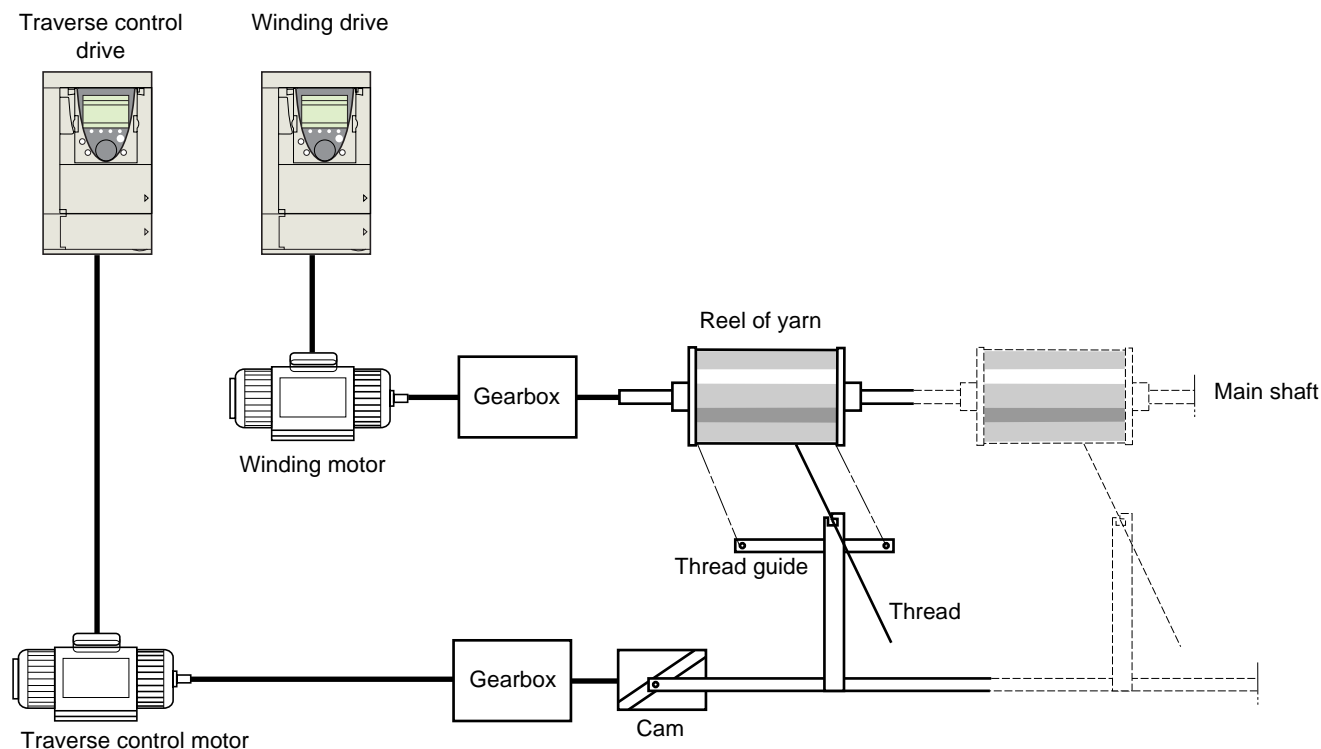 Traverse control
drive
Winding drive
Reel of yarn
Gearbox
Main shaft
Winding motor
Thread guide
Thread
Gearbox
Cam
Traverse control motor